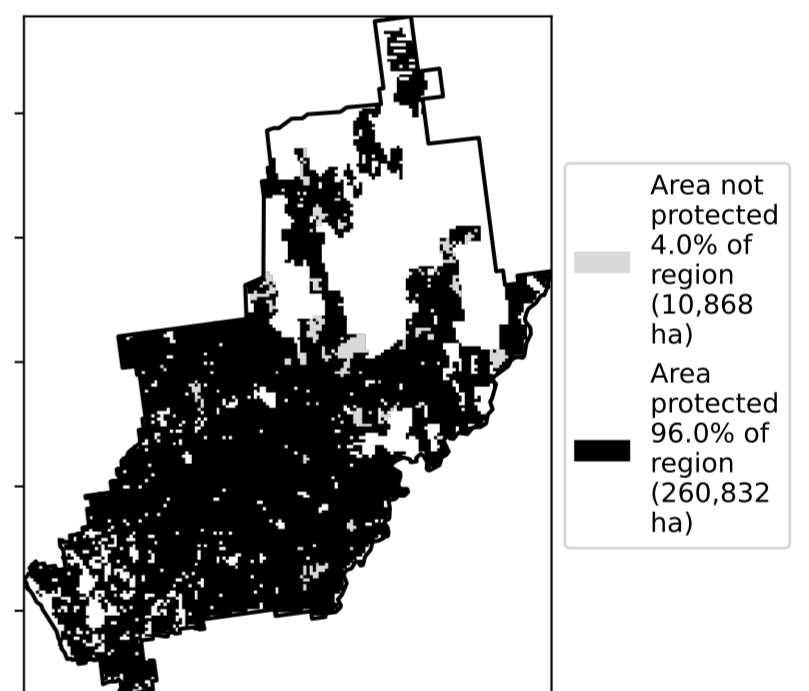 Area not
protected
4.0% of
region
(10,868
ha)
Area
protected
96.0% of
region
(260,832
ha)